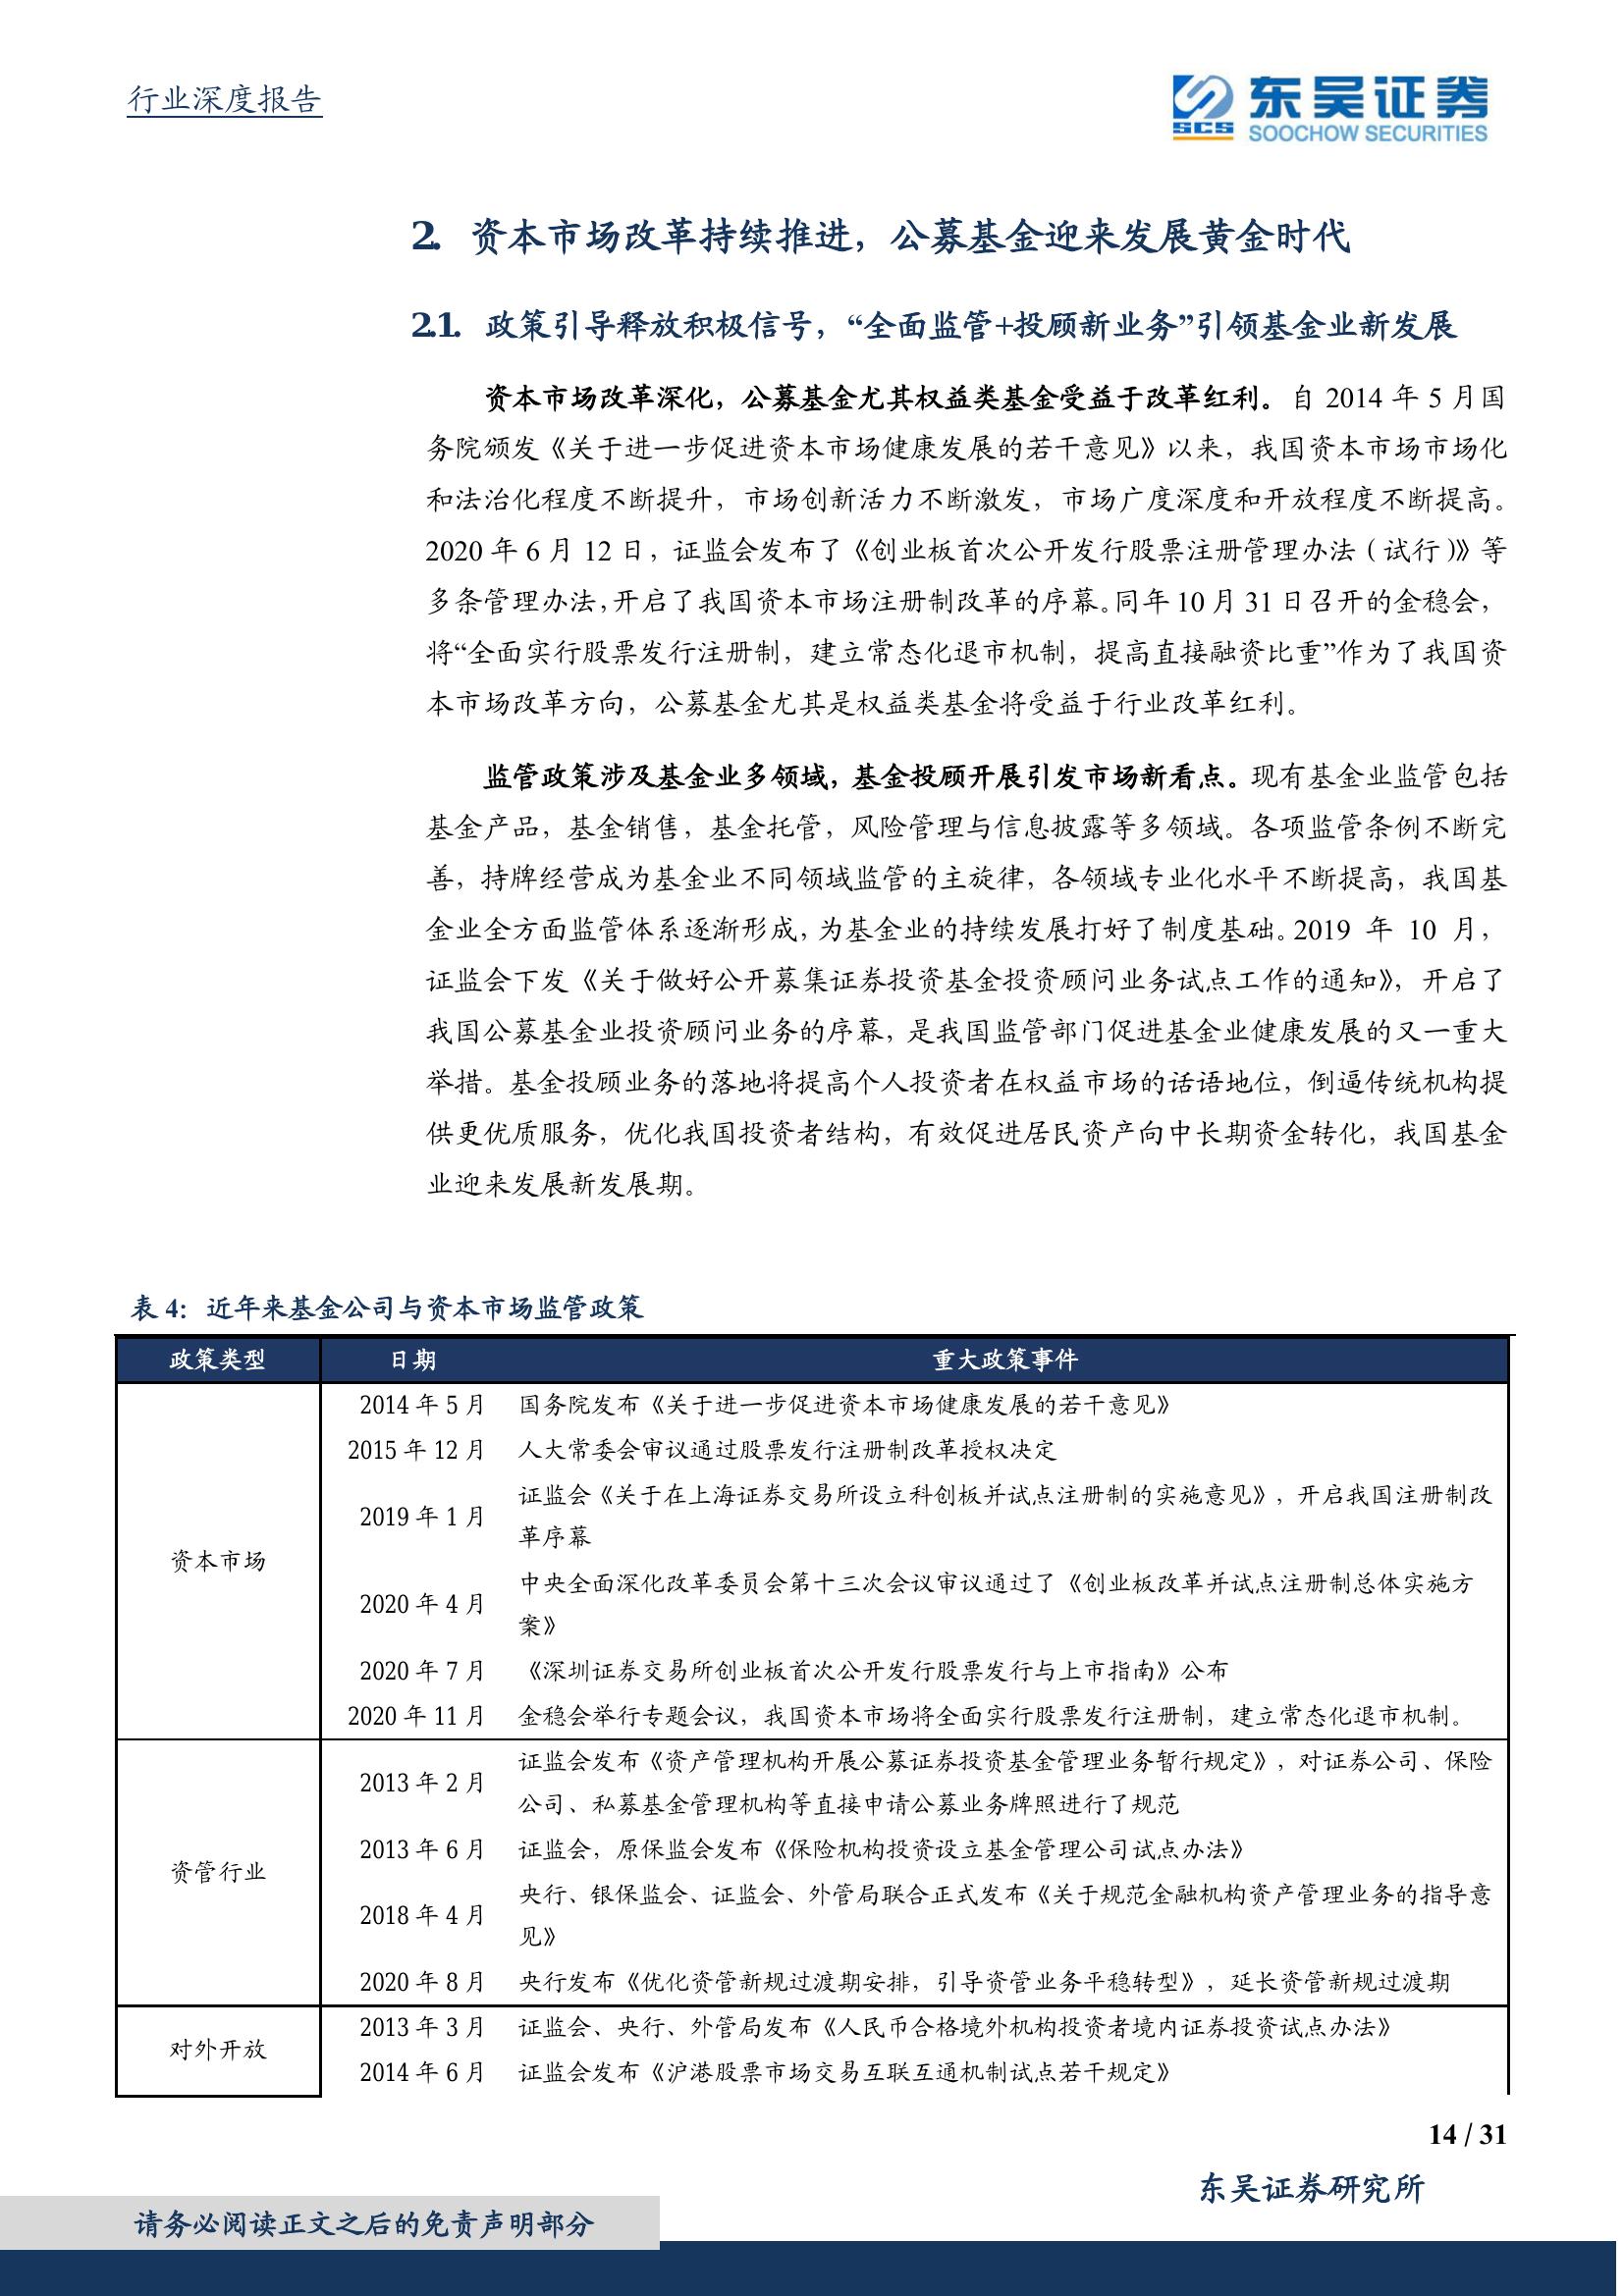 行业深度报告
东吴证券
SCS
SOOCHOW SECURITIES
2. 资本市场改革持续推进，公募基金迎来发展黄金时代
2.1. 政策引导释放积极信号，“全面监管+投顾新业务”引领基金业新发展
资本市场改革深化，公募基金尤其权益类基金受益于改革红利。自 2014 年 5 月国
务院颁发《关于进一步促进资本市场健康发展的若干意见》以来，我国资本市场市场化
和法治化程度不断提升，市场创新活力不断激发，市场广度深度和开放程度不断提高。
2020 年 6 月 12 日，证监会发布了《创业板首次公开发行股票注册管理办法（试行）》等
多条管理办法，开启了我国资本市场注册制改革的序幕。同年 10 月 31 日召开的金稳会，
将“全面实行股票发行注册制，建立常态化退市机制，提高直接融资比重”作为了我国资
本市场改革方向，公募基金尤其是权益类基金将受益于行业改革红利。
监管政策涉及基金业多领域，基金投顾开展引发市场新看点。现有基金业监管包括
基金产品，基金销售，基金托管，风险管理与信息披露等多领域。各项监管条例不断完
善，持牌经营成为基金业不同领域监管的主旋律，各领域专业化水平不断提高，我国基
金业全方面监管体系逐渐形成，为基金业的持续发展打好了制度基础。2019 年 10 月，
证监会下发《关于做好公开募集证券投资基金投资顾问业务试点工作的通知》，开启了
我国公募基金业投资顾问业务的序幕，是我国监管部门促进基金业健康发展的又一重大
举措。基金投顾业务的落地将提高个人投资者在权益市场的话语地位，倒逼传统机构提
供更优质服务，优化我国投资者结构，有效促进居民资产向中长期资金转化，我国基金
业迎来发展新发展期。
表 4：近年来基金公司与资本市场监管政策
政策类型 日期 重大政策事件
资本市场
2014 年 5 月 国务院发布《关于进一步促进资本市场健康发展的若干意见》
2015 年 12 月 人大常委会审议通过股票发行注册制改革授权决定
2019 年 1 月 证监会《关于在上海证券交易所设立科创板并试点注册制的实施意见》，开启我国注册制改
革序幕
2020 年 4 月 中央全面深化改革委员会第十三次会议审议通过了《创业板改革并试点注册制总体实施方
案》
2020 年 7 月 《深圳证券交易所创业板首次公开发行股票发行与上市指南》公布
2020 年 11 月 金稳会举行专题会议，我国资本市场将全面实行股票发行注册制，建立常态化退市机制。
资管行业
2013 年 2 月 证监会发布《资产管理机构开展公募证券投资基金管理业务暂行规定》，对证券公司、保险
公司、私募基金管理机构等直接申请公募业务牌照进行了规范
2013 年 6 月 证监会，原保监会发布《保险机构投资设立基金管理公司试点办法》
2018 年 4 月 央行、银保监会、证监会、外管局联合正式发布《关于规范金融机构资产管理业务的指导意
见》
2020 年 8 月 央行发布《优化资管新规过渡期安排，引导资管业务平稳转型》，延长资管新规过渡期
对外开放
2013 年 3 月 证监会、央行、外管局发布《人民币合格境外机构投资者境内证券投资试点办法》
2014 年 6 月 证监会发布《沪港股票市场交易互联互通机制试点若干规定》
14 / 31
东吴证券研究所
请务必阅读正文之后的免责声明部分